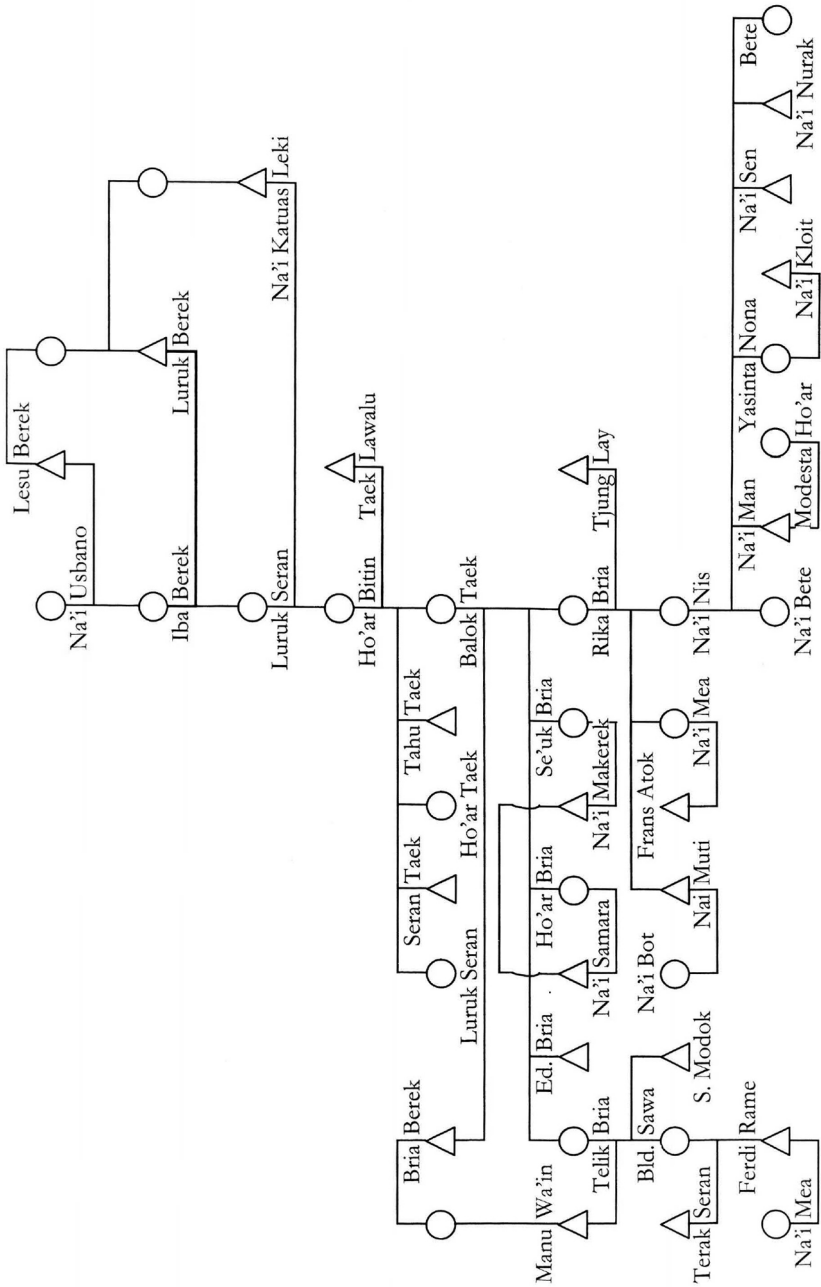 Na'i Usbano
Lesu Berek
Iba Berek
Luruk Berek
Luruk Seran
Na'i Katuas Leki
Ho'ar Bitin
Taek Lawalu
Luruk Seran
Seran Taek
Ho'ar Taek
Tahu Taek
Balok Taek
Bria Berek
Manu Wa'in
Telik Bria
Ed. Bria
Na'i Samara
Ho'ar Bria
Na'i Makerek
Se'uk Bria
Rika Bria
Tjung Lay
Terak Seran
Bld. Sawa
S. Modok
Na'i Bot
Nai Muti
Frans Atok
Na'i Mea
Na'i Nis
Na'i Mea
Ferdi Rame
Na'i Bete
Na'i Man
Modesta Ho'ar
Yasinta Nona
Na'i Kloit
Na'i Sen
Na'i Nurak
Bete